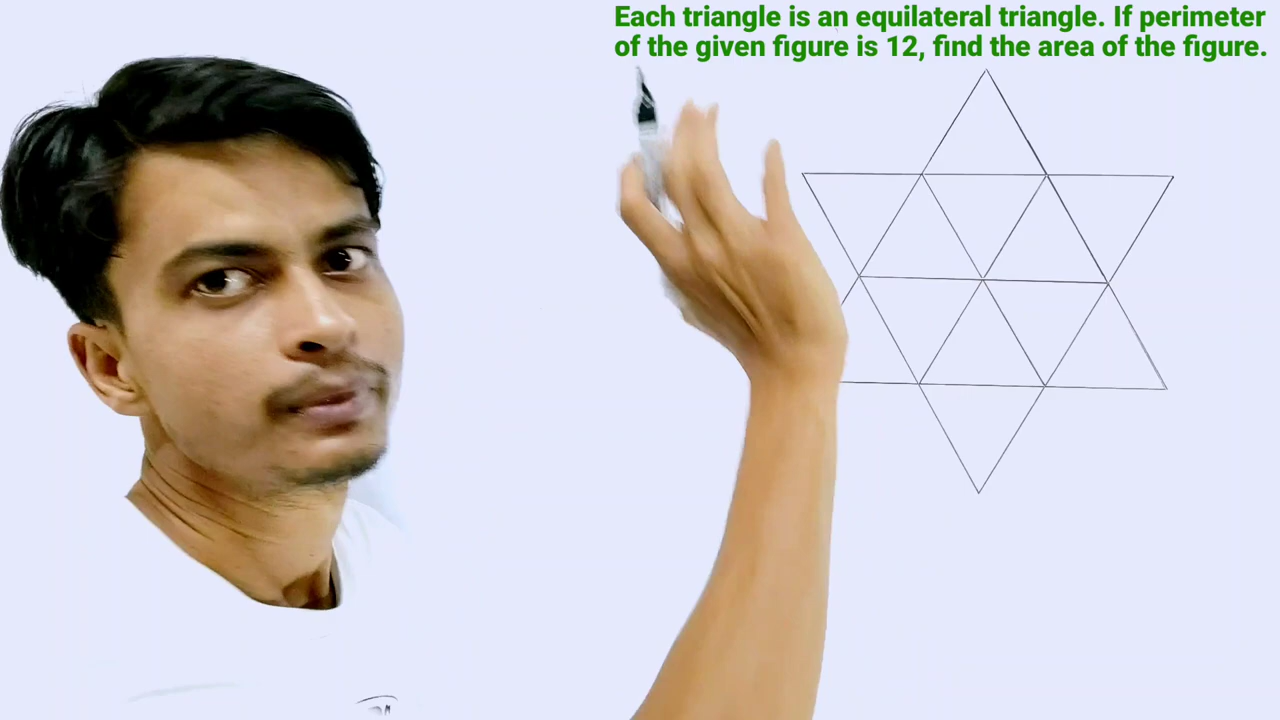 Each triangle is an equilateral triangle. If perimeter
of the given figure is 12, find the area of the figure.